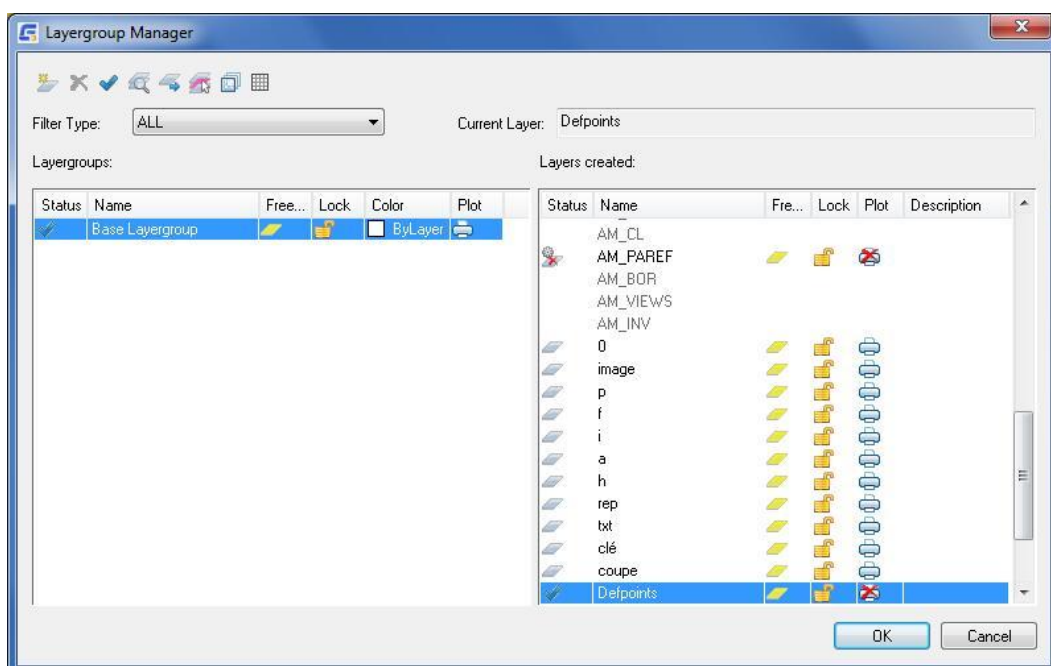 Layergroup Manager
Filter Type: ALL Current Layer: Defpoints
Layergroups: Layers created:
Status Name Free... Lock Color Plot Status Name Fre... Lock Plot Description
Base Layergroup ByLayer
AM_CL
AM_PAREF
AM_BOR
AM_VIEWS
AM_INV
0
image
p
f
i
a
h
rep
txt
clé
coupe
Defpoints
OK Cancel